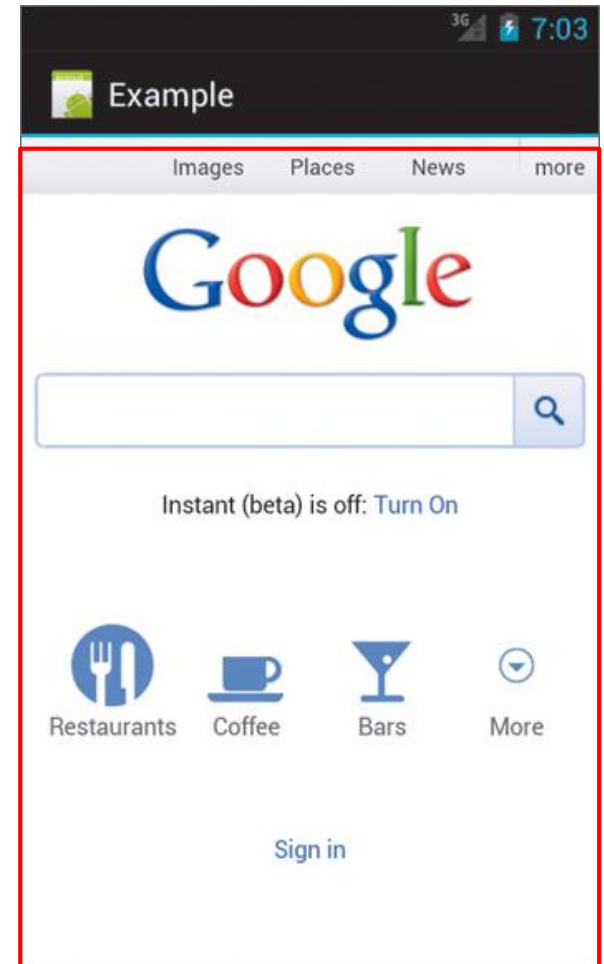 3G 7:03
Example
Images Places News more
Google
Instant (beta) is off: Turn On
Restaurants Coffee Bars More
Sign in